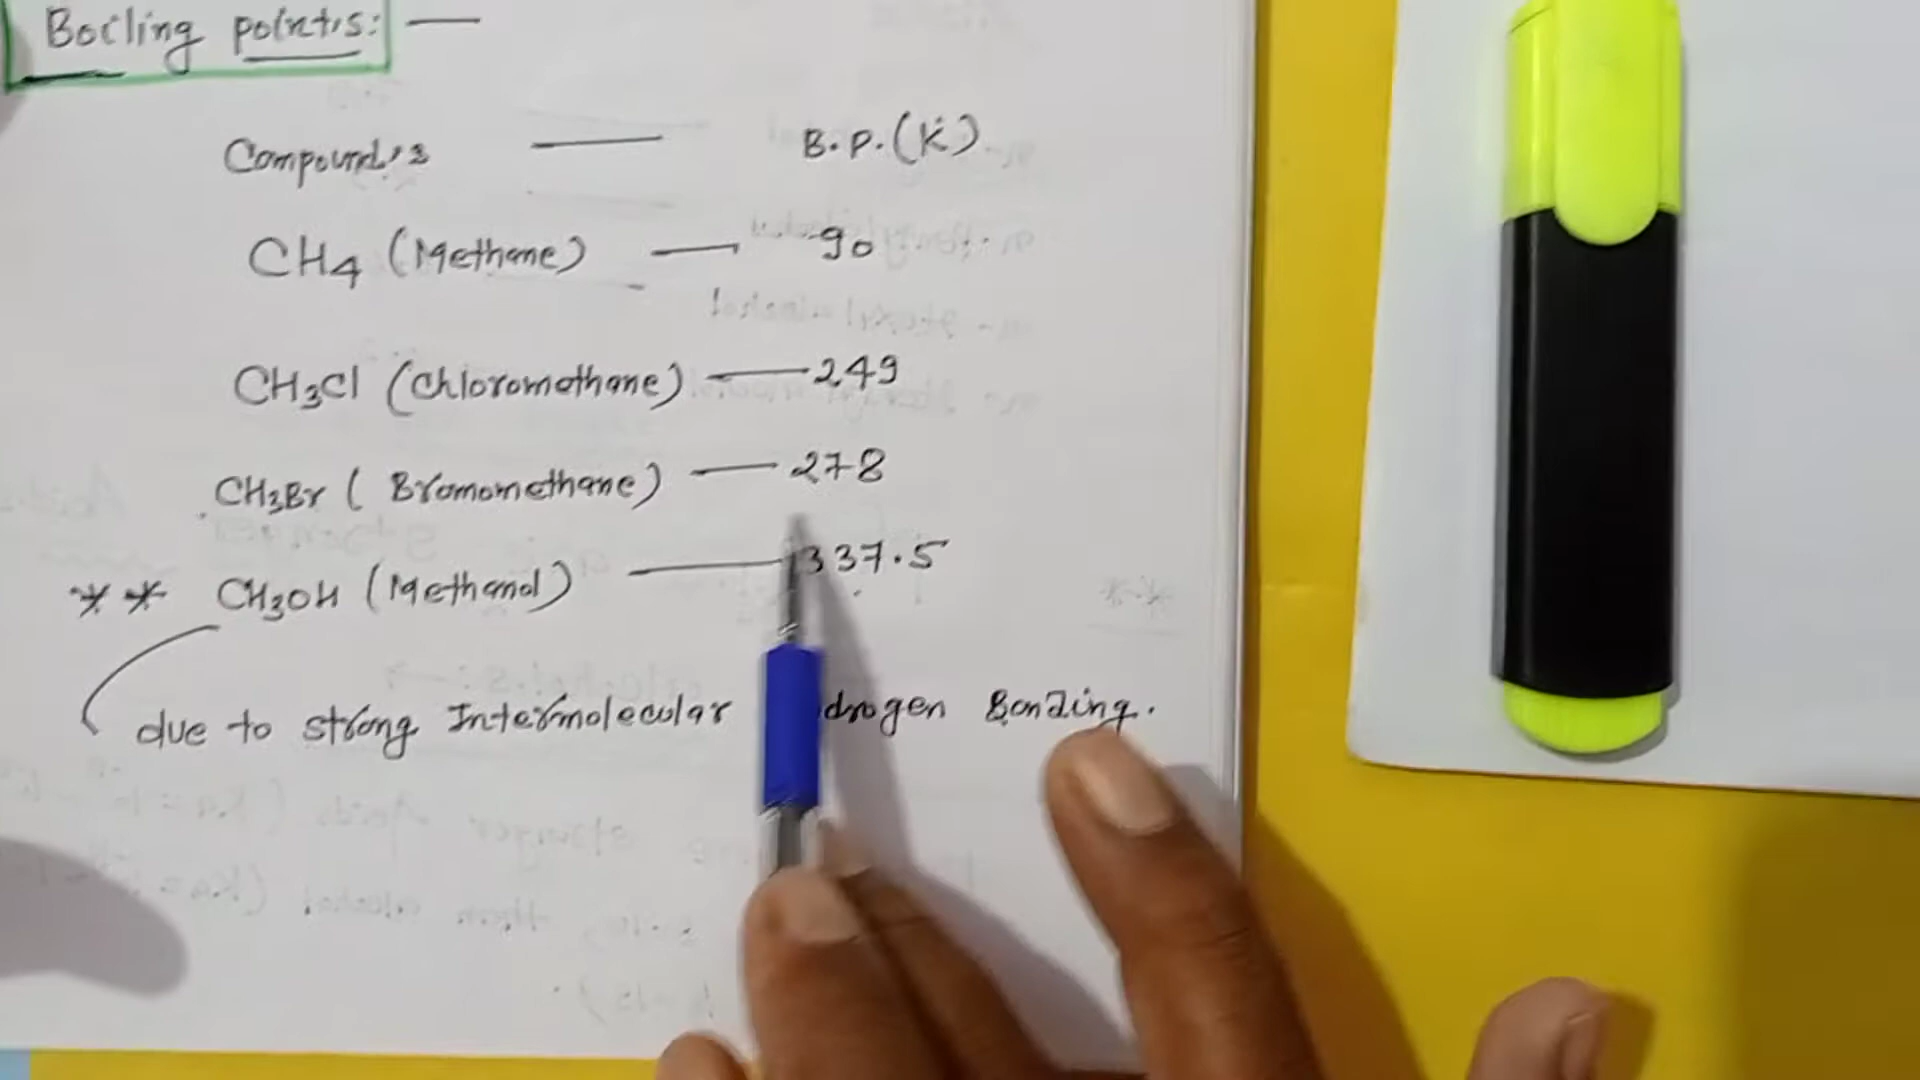 Boiling points: —
Compounds — B.P. (K)
CH4 (Methane) — 90
CH3Cl (Chloromethane) — 249
CH3Br (Bromomethane) — 278
** CH3OH (Methanol) — 337.5
due to strong Intermolecular drogen Bonding.